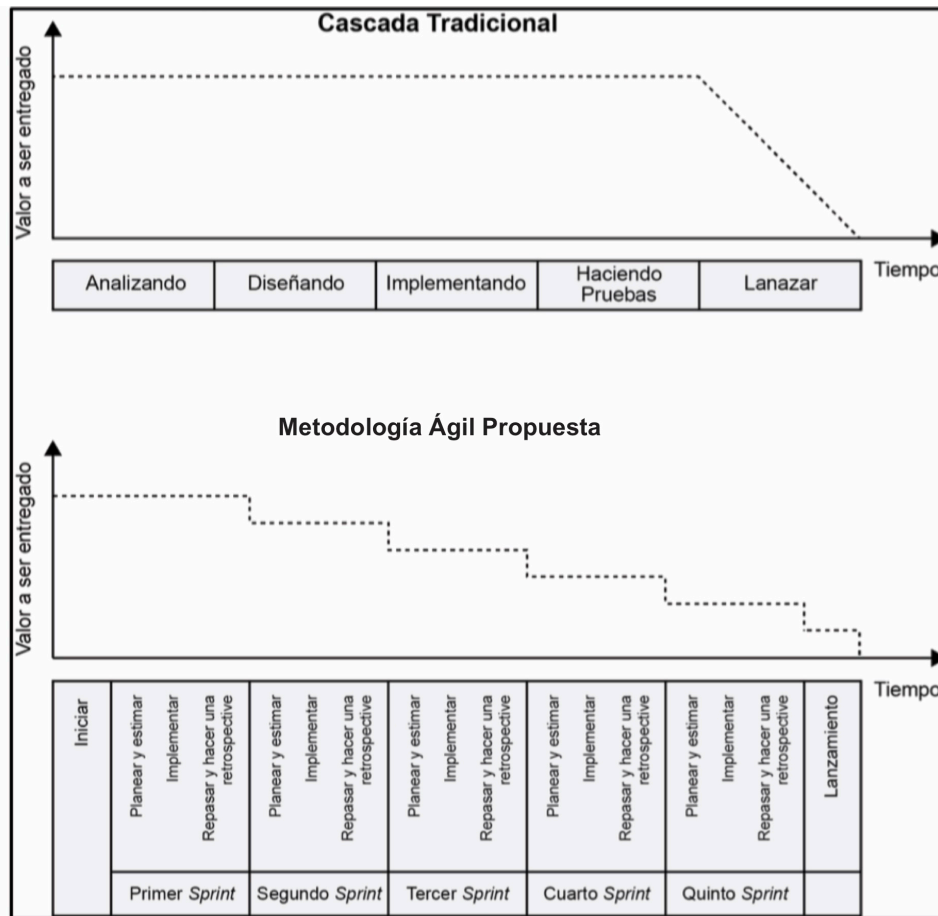 Cascada Tradicional
Valor a ser entregado
Tiempo
Analizando
Diseñando
Implementando
Haciendo
Pruebas
Lanazar
Metodología Ágil Propuesta
Valor a ser entregado
Tiempo
Iniciar
Planear y estimar
Implementar
Repasar y hacer una
retrospective
Planear y estimar
Implementar
Repasar y hacer una
retrospective
Planear y estimar
Implementar
Repasar y hacer una
retrospective
Planear y estimar
Implementar
Repasar y hacer una
retrospective
Planear y estimar
Implementar
Repasar y hacer una
retrospective
Lanzamiento
Primer Sprint
Segundo Sprint
Tercer Sprint
Cuarto Sprint
Quinto Sprint